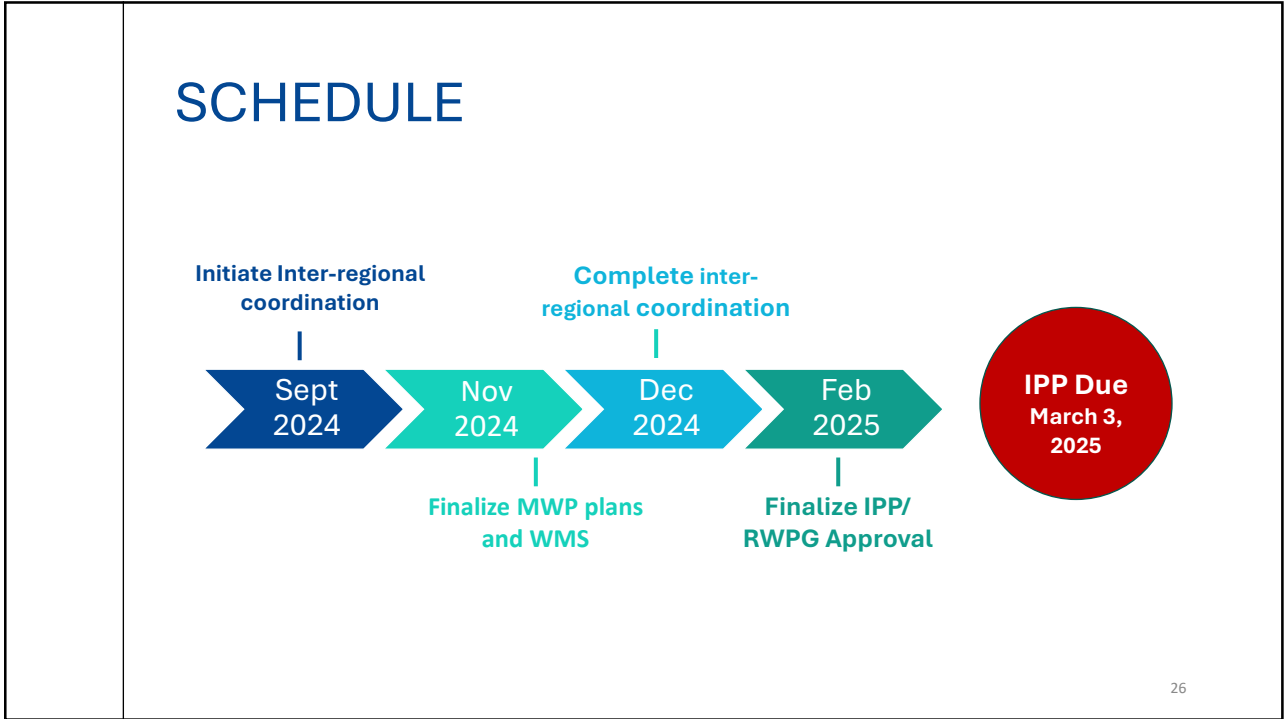 SCHEDULE
Initiate Inter-regional
coordination
Complete inter-
regional coordination
Sept
2024
Nov
2024
Dec
2024
Feb
2025
IPP Due
March 3,
2025
Finalize MWP plans
and WMS
Finalize IPP/
RWPG Approval
26